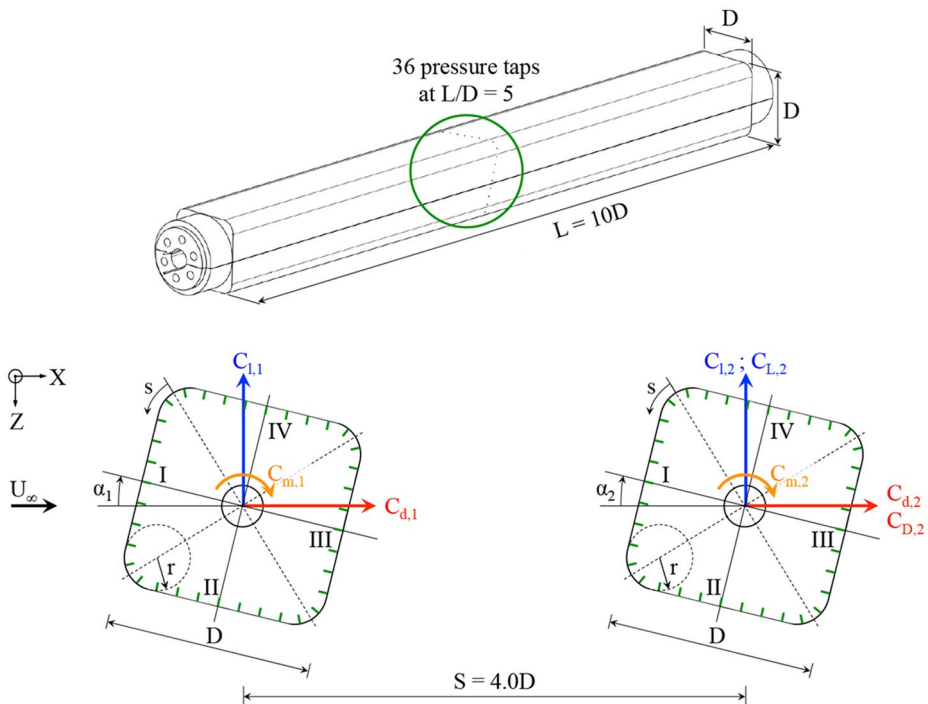 D
36 pressure taps
at L/D = 5
D
L = 10D
X
Z
U∞
s
C_l,1
IV
I
C_m,1
α₁
C_d,1
III
r
II
D
s
C_l,2 ; C_L,2
IV
I
C_m,2
α₂
C_d,2
C_D,2
III
r
II
D
S = 4.0D